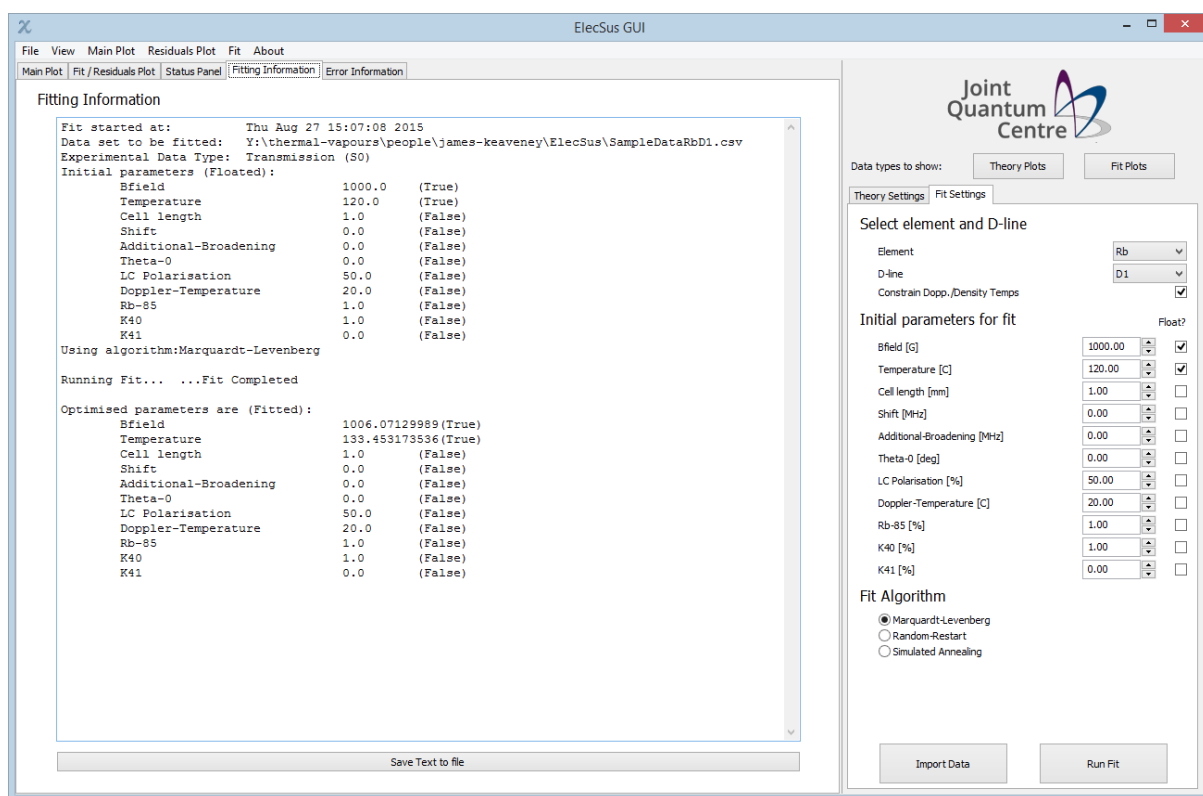 ElecSus GUI
File View Main Plot Residuals Plot Fit About
Main Plot Fit / Residuals Plot Status Panel Fitting Information Error Information
Fitting Information
Fit started at: Thu Aug 27 15:07:08 2015
Data set to be fitted: Y:\thermal-vapours\people\james-keaveney\ElecSus\SampleDataRbD1.csv
Experimental Data Type: Transmission (S0)
Initial parameters (Floated):
Bfield 1000.0 (True)
Temperature 120.0 (True)
Cell length 1.0 (False)
Shift 0.0 (False)
Additional-Broadening 0.0 (False)
Theta-0 0.0 (False)
LC Polarisation 50.0 (False)
Doppler-Temperature 20.0 (False)
Rb-85 1.0 (False)
K40 1.0 (False)
K41 0.0 (False)
Using algorithm:Marquardt-Levenberg
Running Fit... ...Fit Completed
Optimised parameters are (Fitted):
Bfield 1006.07129989(True)
Temperature 133.453173536(True)
Cell length 1.0 (False)
Shift 0.0 (False)
Additional-Broadening 0.0 (False)
Theta-0 0.0 (False)
LC Polarisation 50.0 (False)
Doppler-Temperature 20.0 (False)
Rb-85 1.0 (False)
K40 1.0 (False)
K41 0.0 (False)
Save Text to file
Joint
Quantum
Centre
Data types to show: Theory Plots Fit Plots
Theory Settings Fit Settings
Select element and D-line
Element Rb
D-line D1
Constrain Dopp./Density Temps
Initial parameters for fit Float?
Bfield [G] 1000.00
Temperature [C] 120.00
Cell length [mm] 1.00
Shift [MHz] 0.00
Additional-Broadening [MHz] 0.00
Theta-0 [deg] 0.00
LC Polarisation [%] 50.00
Doppler-Temperature [C] 20.00
Rb-85 [%] 1.00
K40 [%] 1.00
K41 [%] 0.00
Fit Algorithm
Marquardt-Levenberg
Random-Restart
Simulated Annealing
Import Data Run Fit